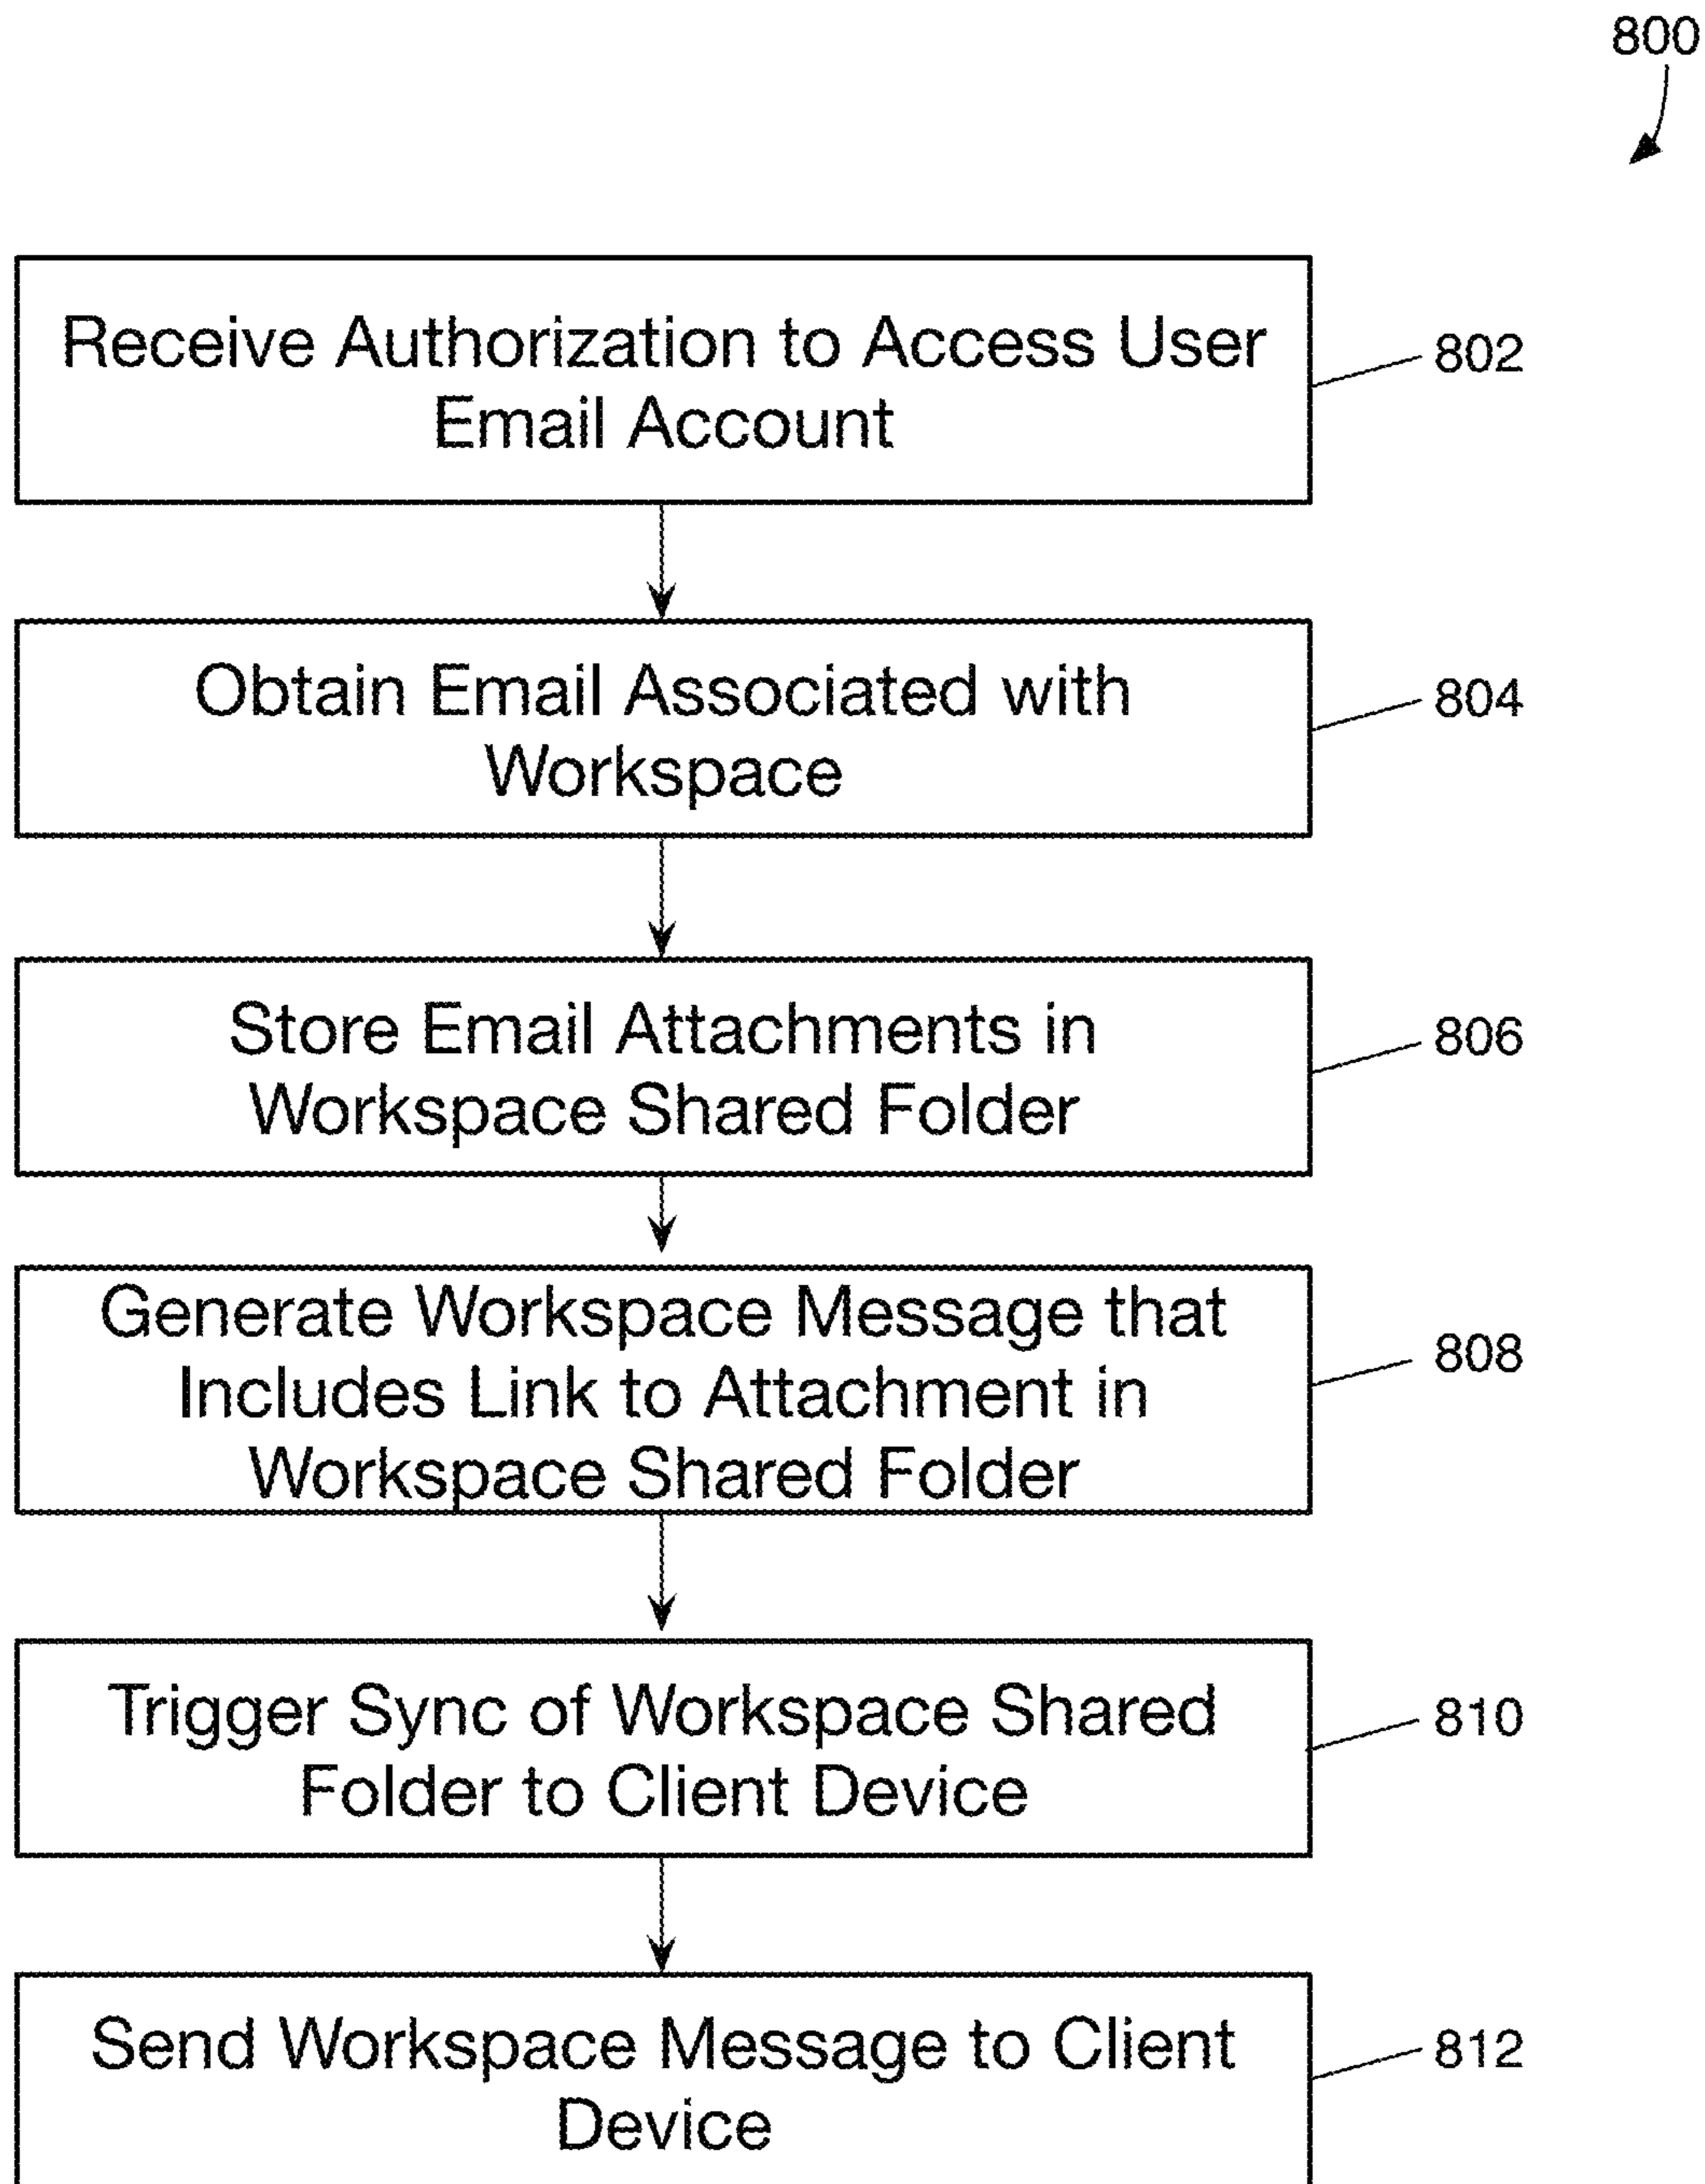 800
Receive Authorization to Access User
Email Account
802
Obtain Email Associated with
Workspace
804
Store Email Attachments in
Workspace Shared Folder
806
Generate Workspace Message that
Includes Link to Attachment in
Workspace Shared Folder
808
Trigger Sync of Workspace Shared
Folder to Client Device
810
Send Workspace Message to Client
Device
812